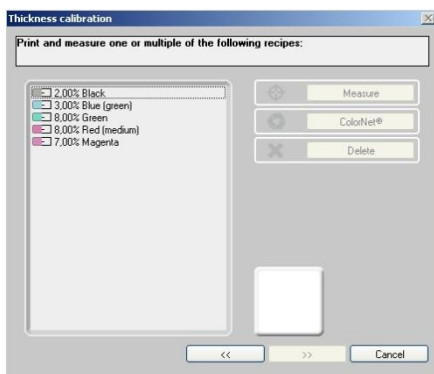 Thickness calibration
Print and measure one or multiple of the following recipes:
2,00% Black
3,00% Blue (green)
8,00% Green
8,00% Red (medium)
7,00% Magenta
Measure
ColorNet®
Delete
<< >> Cancel